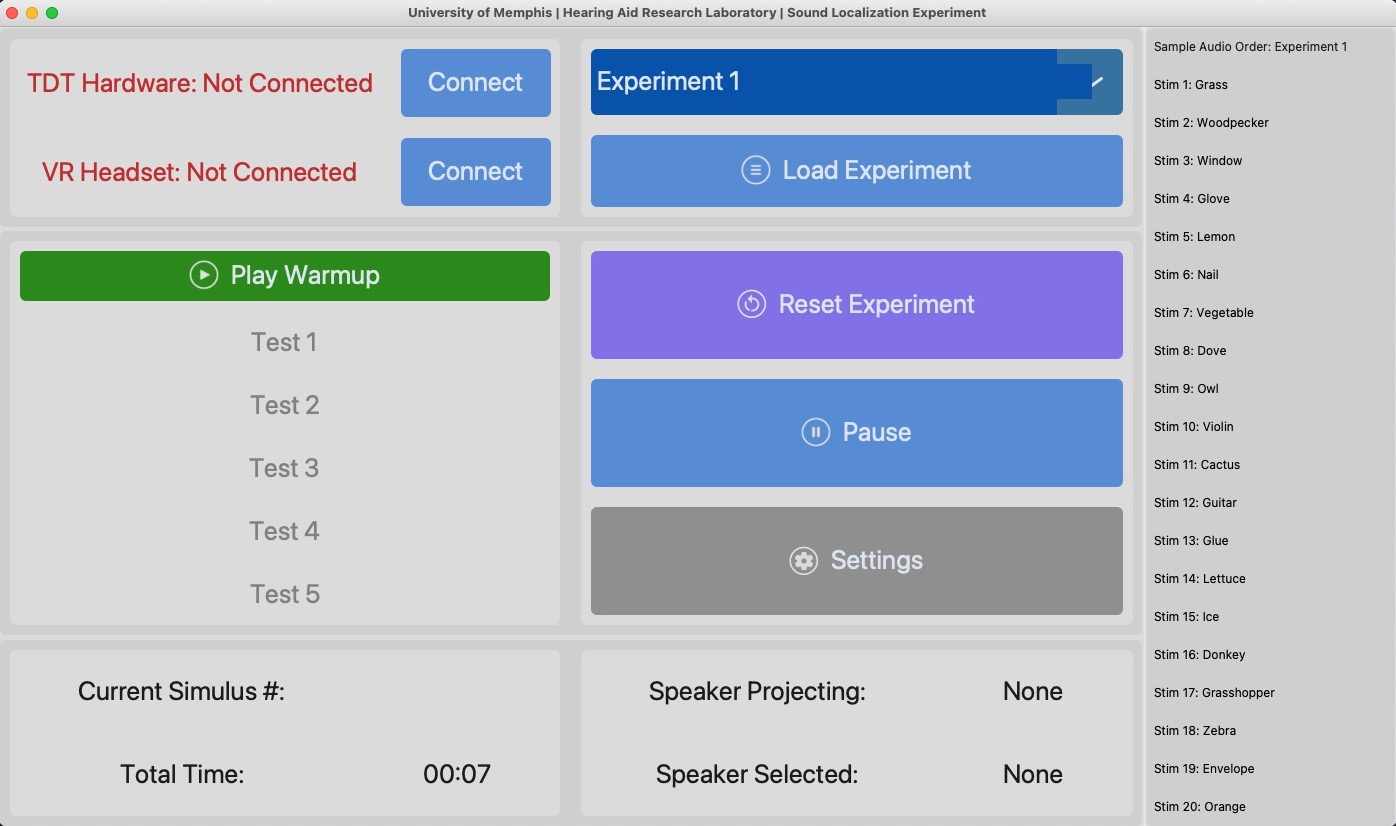 University of Memphis | Hearing Aid Research Laboratory | Sound Localization Experiment
TDT Hardware: Not Connected
Connect
VR Headset: Not Connected
Connect
Experiment 1
Load Experiment
Play Warmup
Test 1
Test 2
Test 3
Test 4
Test 5
Reset Experiment
Pause
Settings
Current Simulus #:
Total Time: 00:07
Speaker Projecting: None
Speaker Selected: None
Sample Audio Order: Experiment 1
Stim 1: Grass
Stim 2: Woodpecker
Stim 3: Window
Stim 4: Glove
Stim 5: Lemon
Stim 6: Nail
Stim 7: Vegetable
Stim 8: Dove
Stim 9: Owl
Stim 10: Violin
Stim 11: Cactus
Stim 12: Guitar
Stim 13: Glue
Stim 14: Lettuce
Stim 15: Ice
Stim 16: Donkey
Stim 17: Grasshopper
Stim 18: Zebra
Stim 19: Envelope
Stim 20: Orange